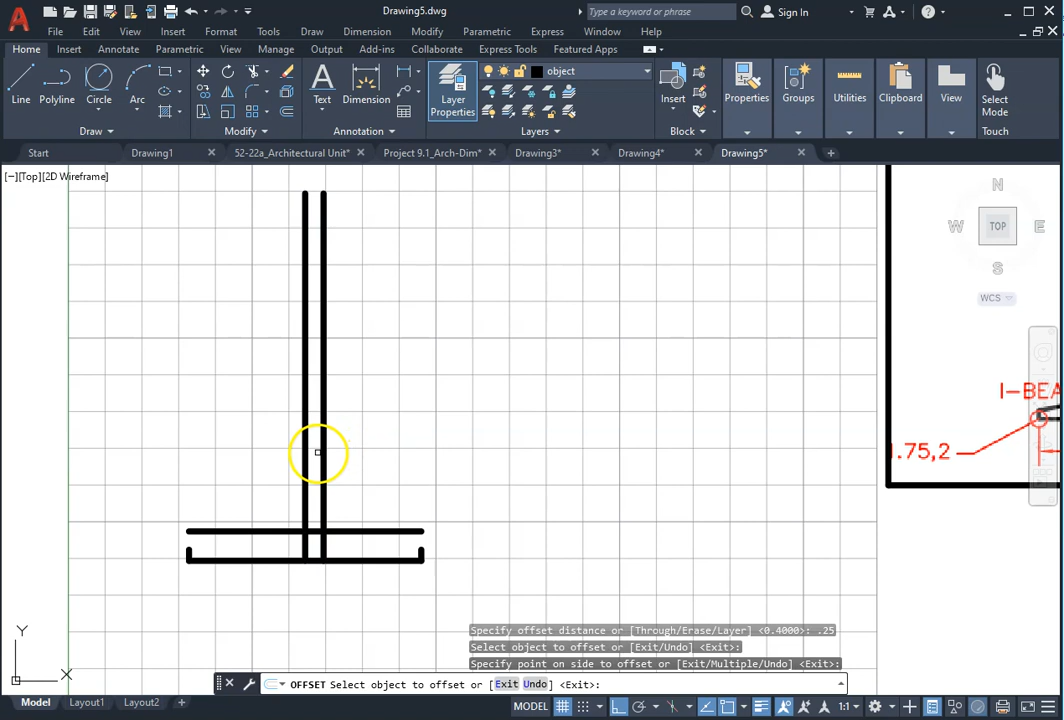 Drawing5.dwg
Type a keyword or phrase
Sign In
File Edit View Insert Format Tools Draw Dimension Modify Parametric Express Window Help
Home Insert Annotate Parametric View Manage Output Add-ins Collaborate Express Tools Featured Apps
object
Line Polyline Circle Arc Text Dimension Layer Properties Insert Properties Groups Utilities Clipboard View Select Mode
Draw Modify Annotation Layers Block Touch
Start Drawing1 52-22a_Architectural Unit* Project 9.1_Arch-Dim* Drawing3* Drawing4* Drawing5*
[−][Top][2D Wireframe]
N
W TOP E
S
WCS
I-BEA
1.75,2
Y
X
Specify offset distance or [Through/Erase/Layer] <0.4000>: .25
Select object to offset or [Exit/Undo] <Exit>:
Specify point on side to offset or [Exit/Multiple/Undo] <Exit>:
OFFSET Select object to offset or [Exit Undo] <Exit>:
Model Layout1 Layout2 + MODEL 1:1